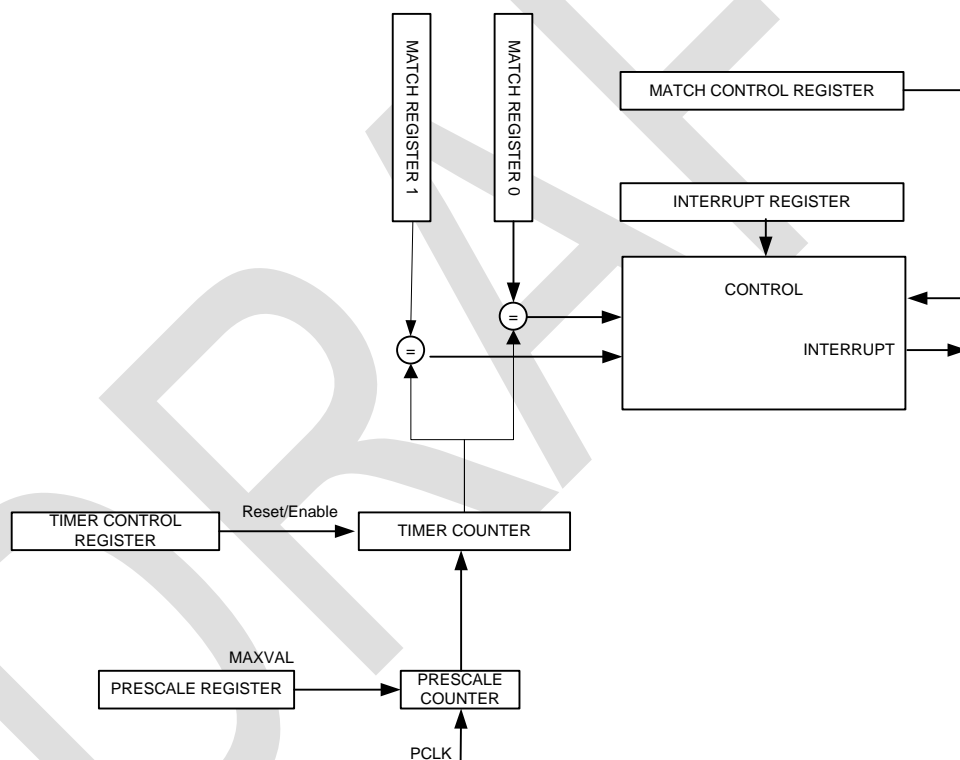 MATCH REGISTER 1
MATCH REGISTER 0
MATCH CONTROL REGISTER
INTERRUPT REGISTER
CONTROL
=
=
INTERRUPT
Reset/Enable
TIMER CONTROL
REGISTER
TIMER COUNTER
MAXVAL
PRESCALE REGISTER
PRESCALE
COUNTER
PCLK